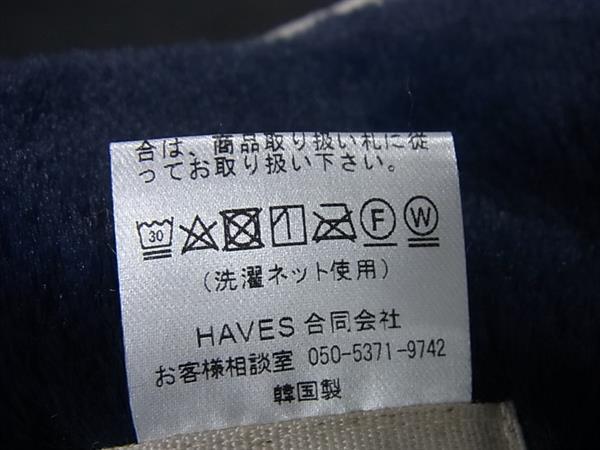 合は、商品取り扱い札に従
ってお取り扱い下さい。
30 F W
(洗濯ネット使用)
HAVES 合同会社
お客様相談室 050-5371-9742
韓国製